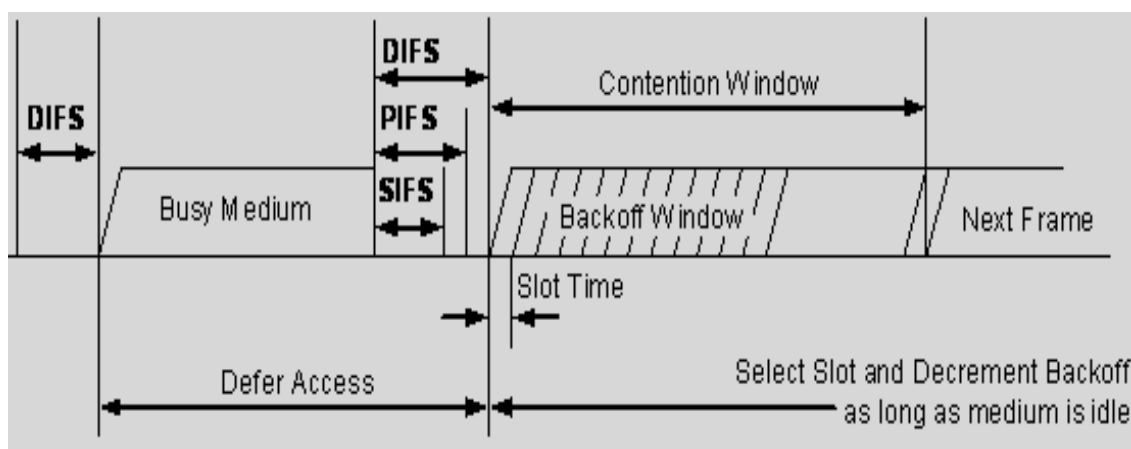 DIFS
Contention Window
DIFS
PIFS
SIFS
Busy Medium
Backoff Window
Next Frame
Slot Time
Defer Access
Select Slot and Decrement Backoff
as long as medium is idle